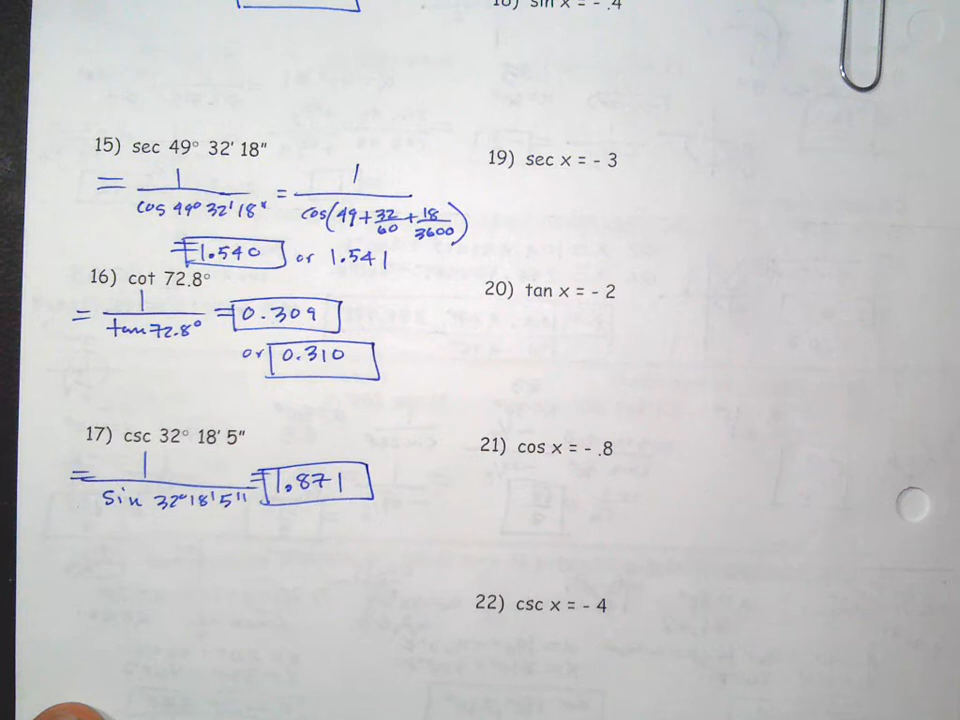 18) sin x = - .4
15) sec 49° 32' 18"
= 1 / cos 49° 32' 18" = 1 / cos(49 + 32/60 + 18/3600)
= 1.540 or 1.541
16) cot 72.8°
= 1 / tan 72.8° = 0.309
or 0.310
17) csc 32° 18' 5"
= 1 / sin 32° 18' 5" = 1.871
19) sec x = - 3
20) tan x = - 2
21) cos x = - .8
22) csc x = - 4